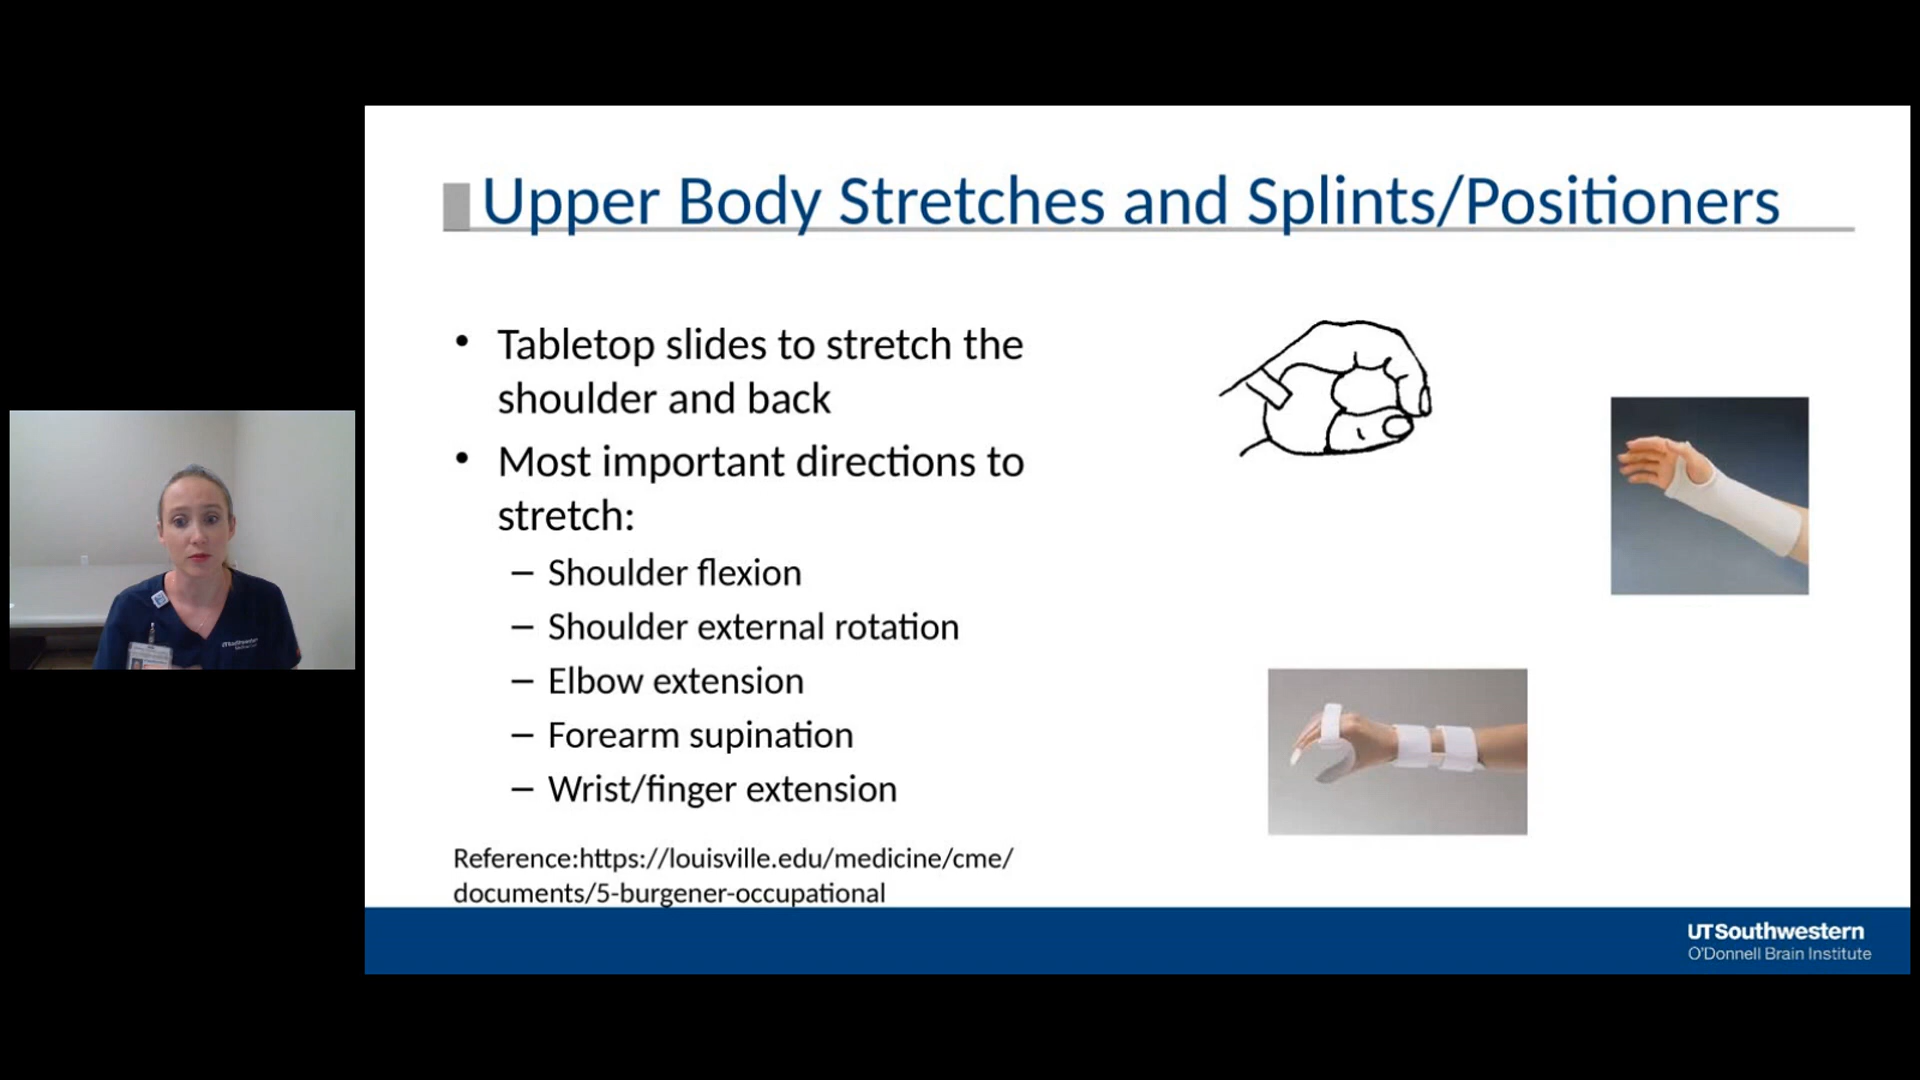 Upper Body Stretches and Splints/Positioners
• Tabletop slides to stretch the
shoulder and back
• Most important directions to
stretch:
– Shoulder flexion
– Shoulder external rotation
– Elbow extension
– Forearm supination
– Wrist/finger extension
Reference:https://louisville.edu/medicine/cme/
documents/5-burgener-occupational
UTSouthwestern
O'Donnell Brain Institute